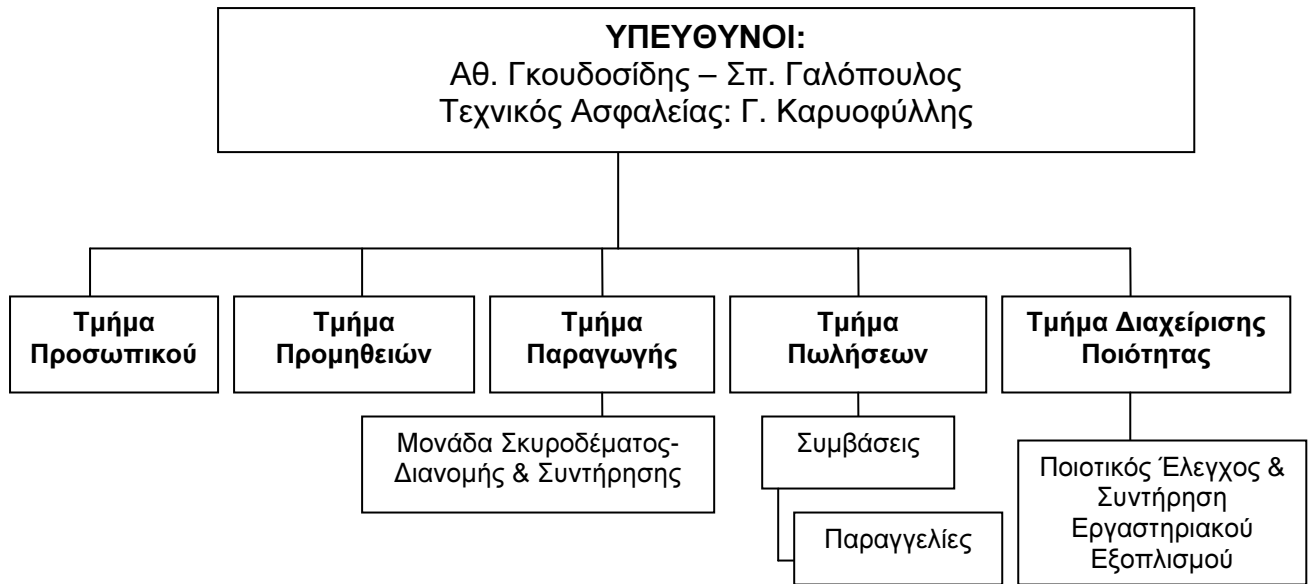 ΥΠΕΥΘΥΝΟΙ:
Αθ. Γκουδοσίδης – Σπ. Γαλόπουλος
Τεχνικός Ασφαλείας: Γ. Καρυοφύλλης
Τμήμα
Προσωπικού
Τμήμα
Προμηθειών
Τμήμα
Παραγωγής
Τμήμα
Πωλήσεων
Τμήμα Διαχείρισης
Ποιότητας
Μονάδα Σκυροδέματος-
Διανομής & Συντήρησης
Συμβάσεις
Παραγγελίες
Ποιοτικός Έλεγχος &
Συντήρηση
Εργαστηριακού
Εξοπλισμού